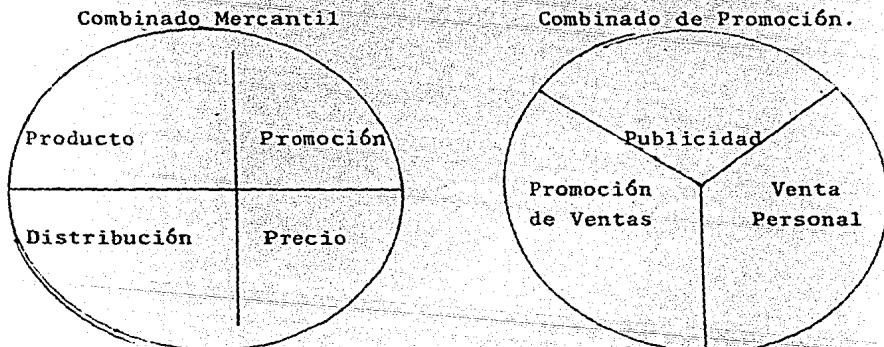 Combinado Mercantil
Producto
Promoción
Distribución
Precio
Combinado de Promoción.
Publicidad
Promoción
de Ventas
Venta
Personal